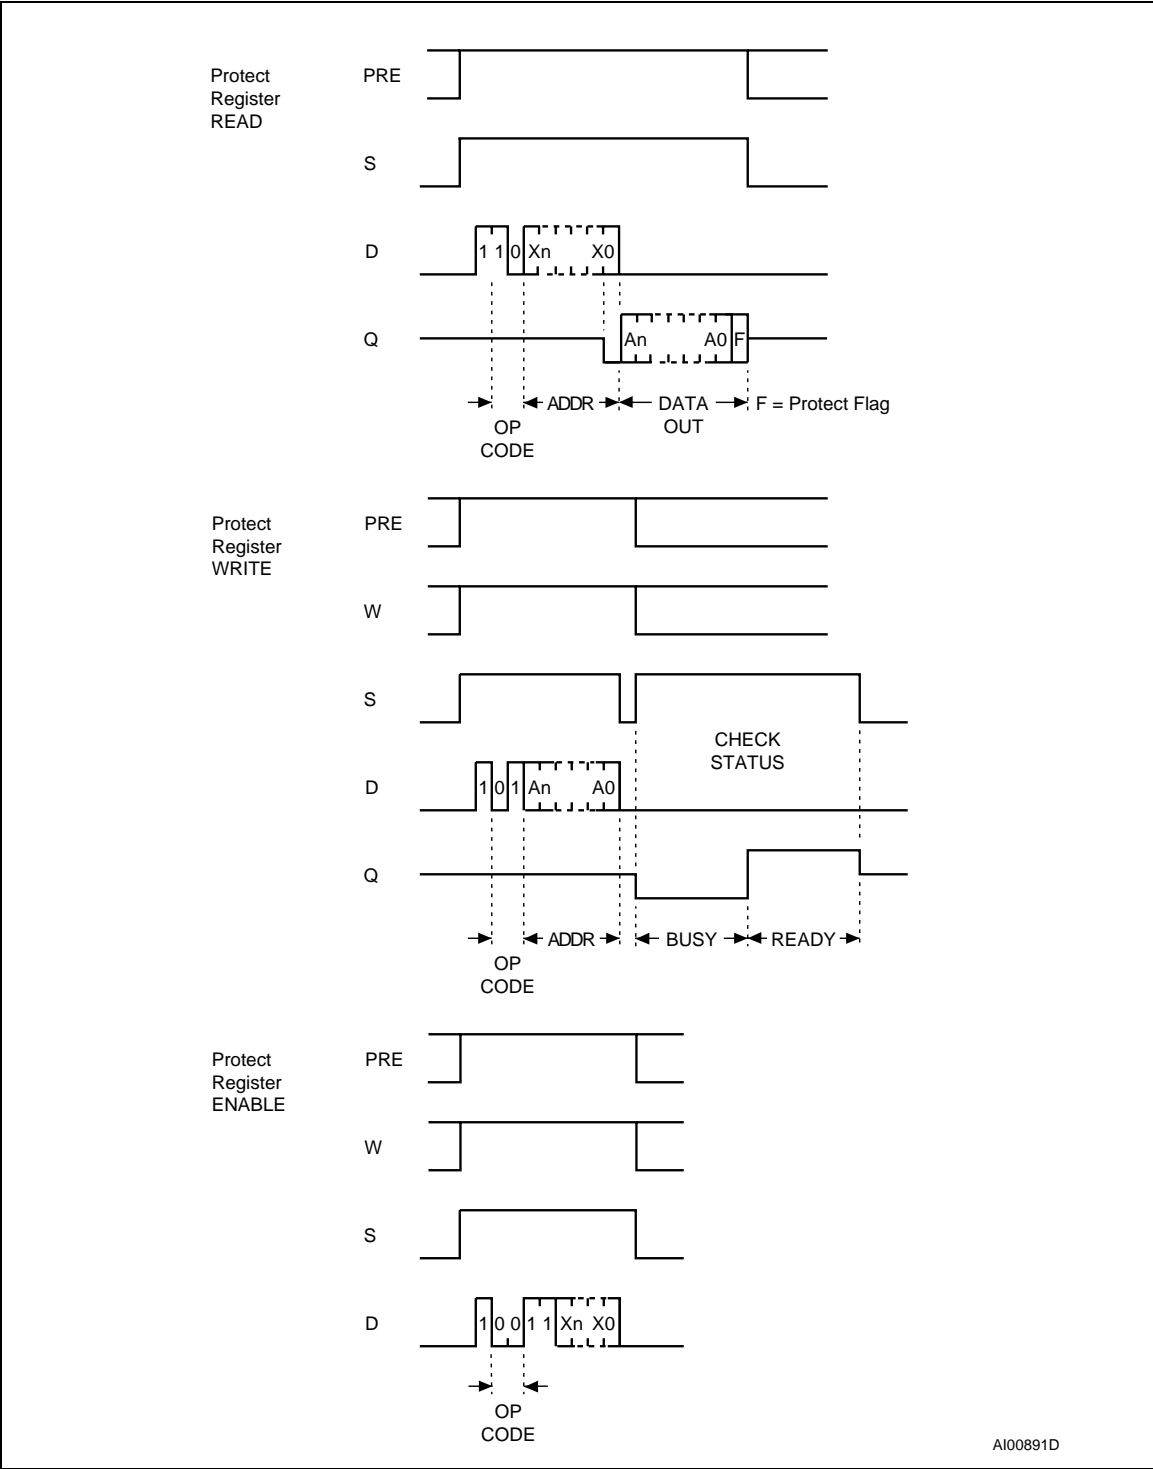 Protect
Register
READ
PRE
S
D
1 1 0 Xn X0
Q
An A0 F
ADDR DATA OUT F = Protect Flag
OP
CODE
Protect
Register
WRITE
PRE
W
S
CHECK
STATUS
D
1 0 1 An A0
Q
ADDR BUSY READY
OP
CODE
Protect
Register
ENABLE
PRE
W
S
D
1 0 0 1 1 Xn X0
OP
CODE
AI00891D